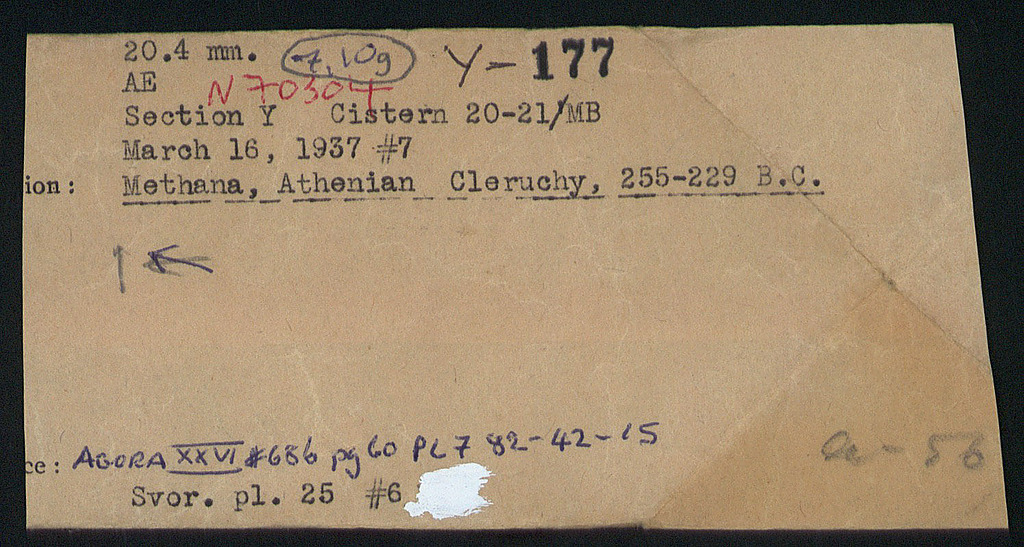 20.4 mm. 7,10g Y-177
AE
N70304
Section Y Cistern 20-21/MB
March 16, 1937 #7
ion: Methana, Athenian Cleruchy, 255-229 B.C.
↑ ←
ce: AGORA XXVI #686 pg 60 PL 7 82-42-15
Svor. pl. 25 #6
a-56